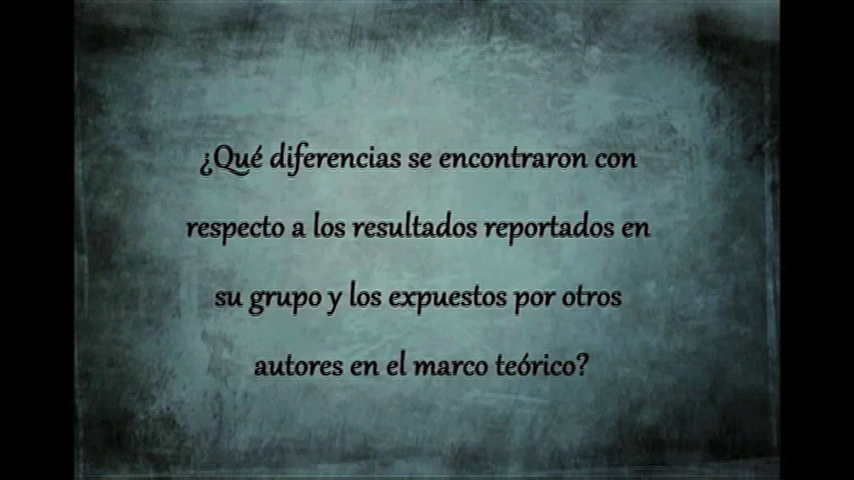 ¿Qué diferencias se encontraron con
respecto a los resultados reportados en
su grupo y los expuestos por otros
autores en el marco teórico?